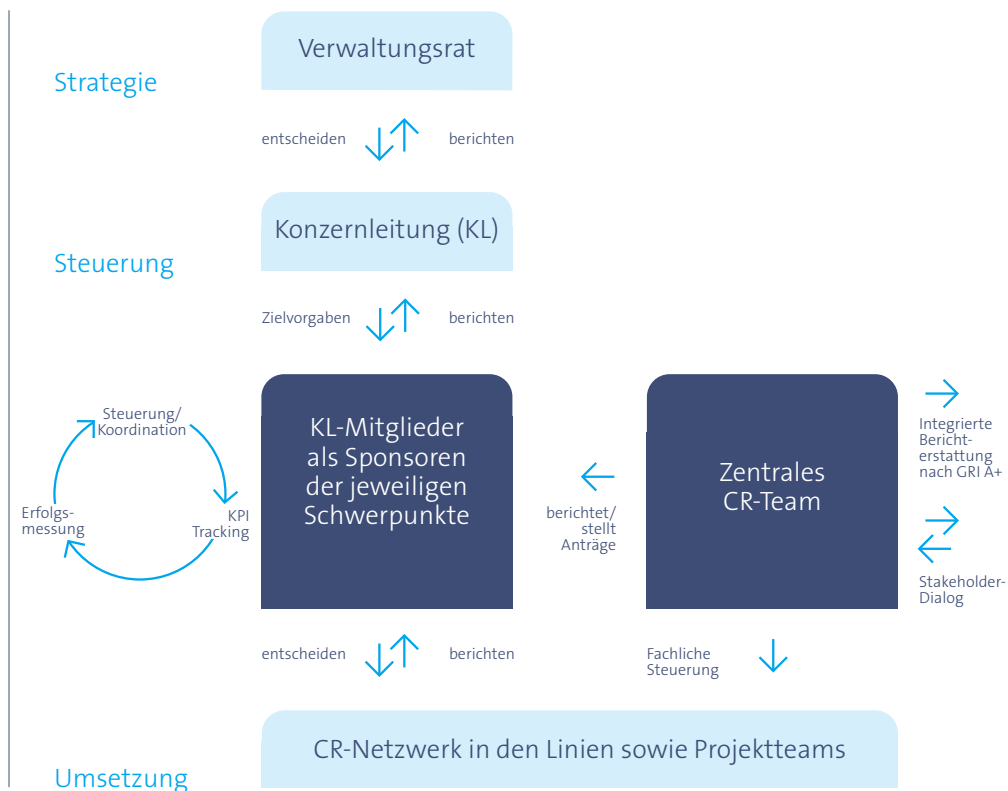 Verwaltungsrat
Strategie
entscheiden
berichten
Konzernleitung (KL)
Steuerung
Zielvorgaben
berichten
Steuerung/
Koordination
KPI
Tracking
Erfolgs-
messung
KL-Mitglieder
als Sponsoren
der jeweiligen
Schwerpunkte
berichtet/
stellt
Anträge
Zentrales
CR-Team
Integrierte
Bericht-
erstattung
nach GRI A+
Stakeholder-
Dialog
entscheiden
berichten
Fachliche
Steuerung
CR-Netzwerk in den Linien sowie Projektteams
Umsetzung